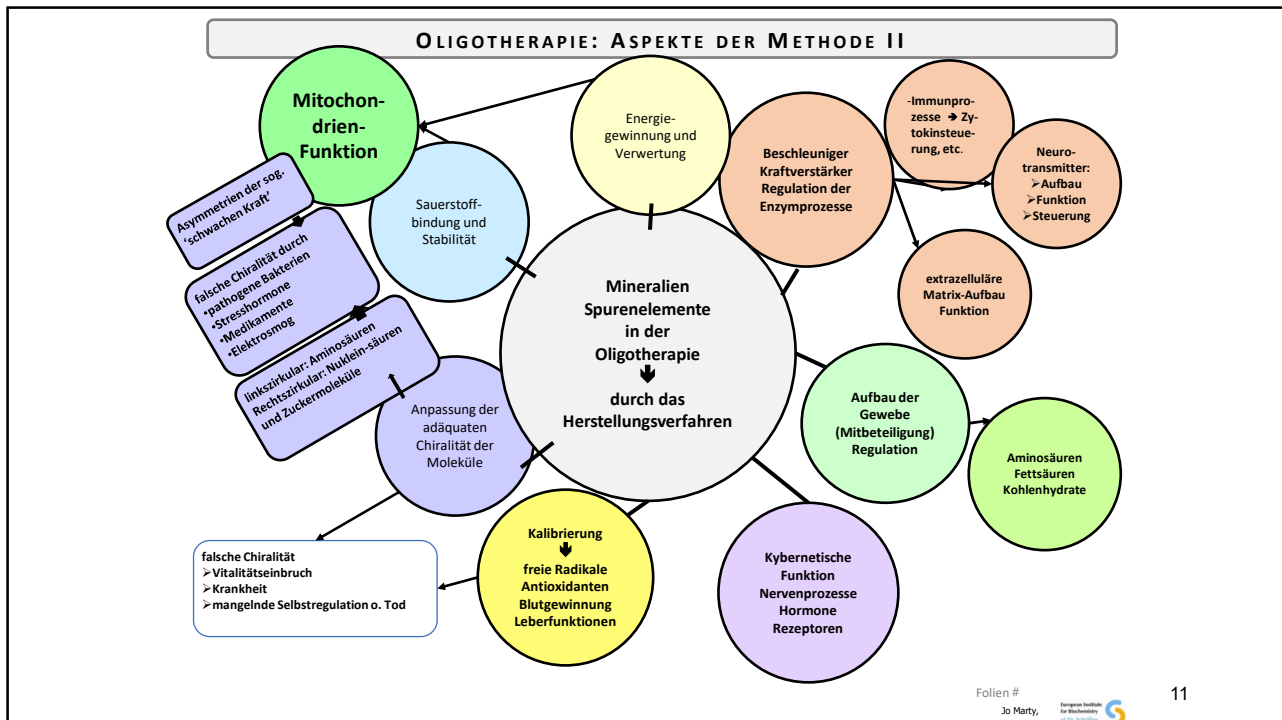 OLIGOTHERAPIE: ASPEKTE DER METHODE II
Mitochon-
drien-
Funktion
Energie-
gewinnung und
Verwertung
Beschleuniger
Kraftverstärker
Regulation der
Enzymprozesse
-Immunpro-
zesse ➔ Zy-
tokinsteue-
rung, etc.
Neuro-
transmitter:
➢Aufbau
➢Funktion
➢Steuerung
extrazelluläre
Matrix-Aufbau
Funktion
Sauerstoff-
bindung und
Stabilität
Asymmetrien der sog.
‘schwachen Kraft’
falsche Chiralität durch
•pathogene Bakterien
•Stresshormone
•Medikamente
•Elektrosmog
linkszirkular: Aminosäuren
Rechtszirkular: Nuklein-säuren
und Zuckermoleküle
Anpassung der
adäquaten
Chiralität der
Moleküle
Mineralien
Spurenelemente
in der
Oligotherapie
🡻
durch das
Herstellungsverfahren
Aufbau der
Gewebe
(Mitbeteiligung)
Regulation
Aminosäuren
Fettsäuren
Kohlenhydrate
falsche Chiralität
➢Vitalitätseinbruch
➢Krankheit
➢mangelnde Selbstregulation o. Tod
Kalibrierung
🡻
freie Radikale
Antioxidanten
Blutgewinnung
Leberfunktionen
Kybernetische
Funktion
Nervenprozesse
Hormone
Rezeptoren
Folien #
11
Jo Marty,
European Institute
for Biochemistry
of Dr. Schüßler